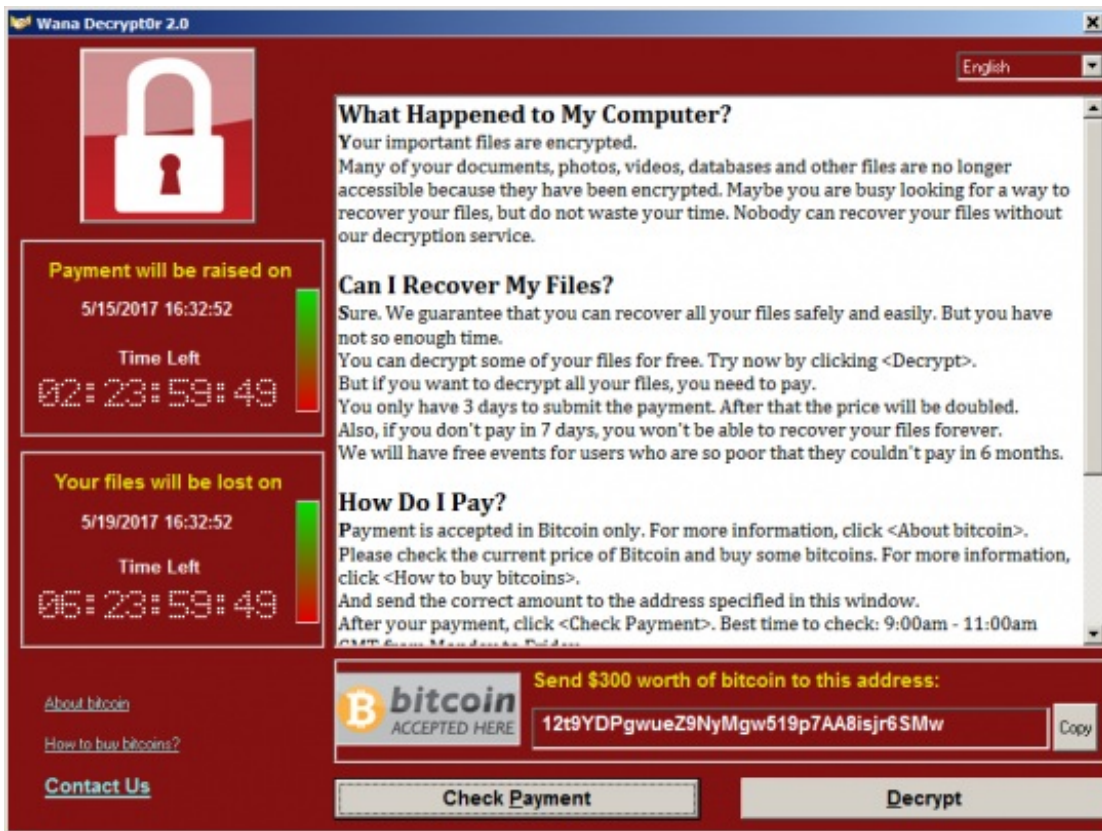 Wana Decrypt0r 2.0
English
What Happened to My Computer?
Your important files are encrypted.
Many of your documents, photos, videos, databases and other files are no longer
accessible because they have been encrypted. Maybe you are busy looking for a way to
recover your files, but do not waste your time. Nobody can recover your files without
our decryption service.
Can I Recover My Files?
Sure. We guarantee that you can recover all your files safely and easily. But you have
not so enough time.
You can decrypt some of your files for free. Try now by clicking <Decrypt>.
But if you want to decrypt all your files, you need to pay.
You only have 3 days to submit the payment. After that the price will be doubled.
Also, if you don't pay in 7 days, you won't be able to recover your files forever.
We will have free events for users who are so poor that they couldn't pay in 6 months.
How Do I Pay?
Payment is accepted in Bitcoin only. For more information, click <About bitcoin>.
Please check the current price of Bitcoin and buy some bitcoins. For more information,
click <How to buy bitcoins>.
And send the correct amount to the address specified in this window.
After your payment, click <Check Payment>. Best time to check: 9:00am - 11:00am
GMT from Monday to Friday.
Payment will be raised on
5/15/2017 16:32:52
Time Left
02:23:59:49
Your files will be lost on
5/19/2017 16:32:52
Time Left
06:23:59:49
About bitcoin
How to buy bitcoins?
Contact Us
bitcoin
ACCEPTED HERE
Send $300 worth of bitcoin to this address:
12t9YDPgwueZ9NyMgw519p7AA8isjr6SMw
Copy
Check Payment
Decrypt